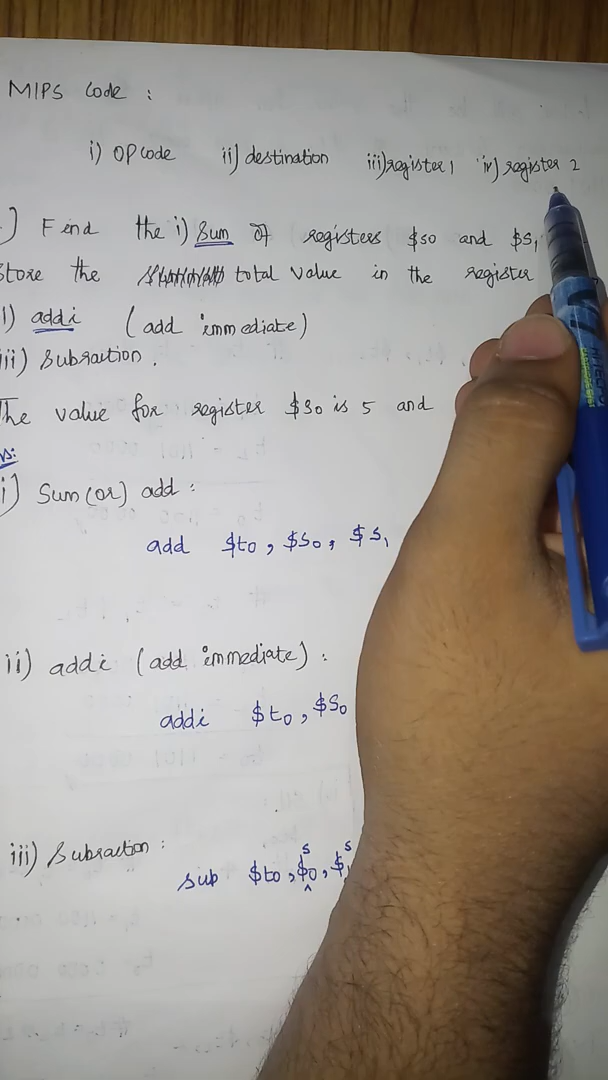 MIPS Code :
i) OPcode ii) destination iii) register 1 iv) register 2
) Find the i) Sum of registers $s0 and $s1
Store the total value in the register
i) addi (add immediate)
iii) Subraction.
The value for register $s0 is 5 and
i) Sum (or) add :
add $t0, $s0, $s1
ii) addi (add immediate) :
addi $t0, $s0
iii) Subraction :
sub $t0, $s0, $s1